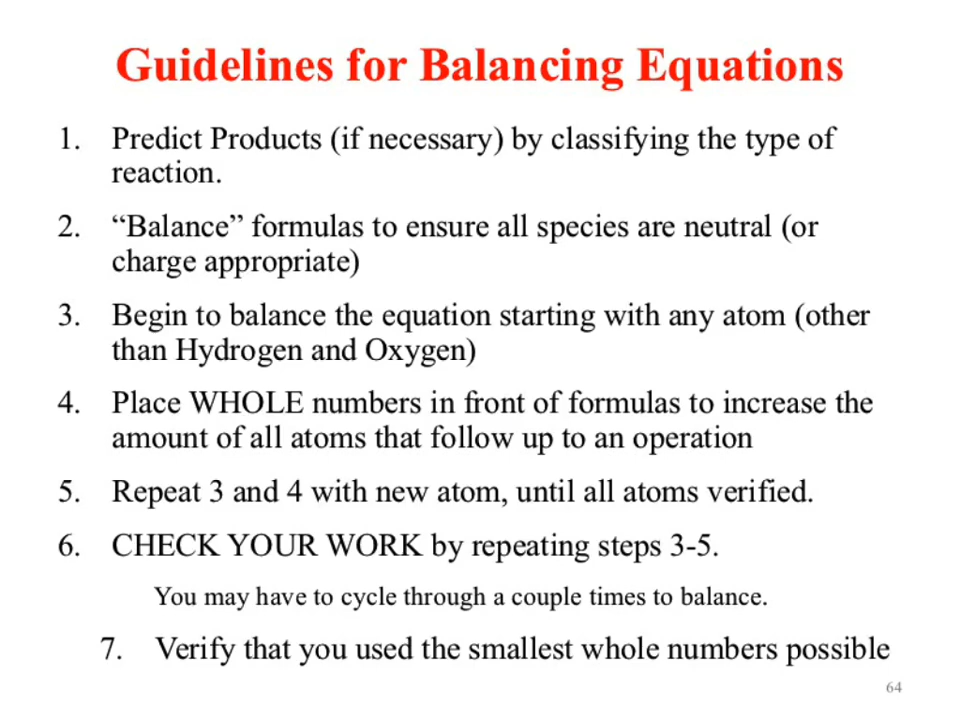 Guidelines for Balancing Equations
1. Predict Products (if necessary) by classifying the type of
reaction.
2. “Balance” formulas to ensure all species are neutral (or
charge appropriate)
3. Begin to balance the equation starting with any atom (other
than Hydrogen and Oxygen)
4. Place WHOLE numbers in front of formulas to increase the
amount of all atoms that follow up to an operation
5. Repeat 3 and 4 with new atom, until all atoms verified.
6. CHECK YOUR WORK by repeating steps 3-5.
You may have to cycle through a couple times to balance.
7. Verify that you used the smallest whole numbers possible
64